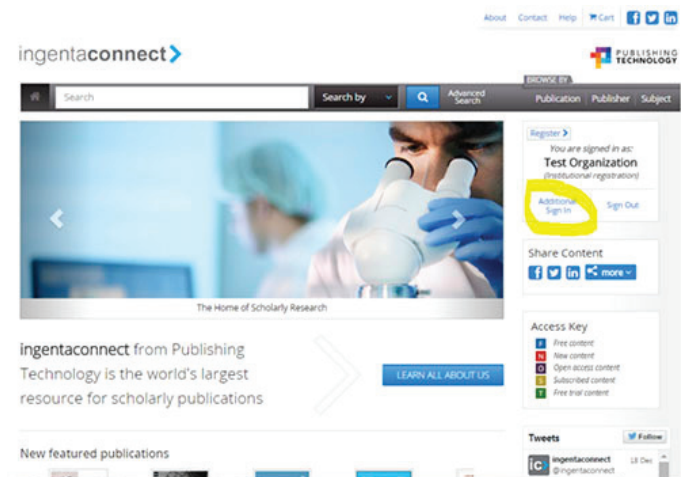 About Contact Help Cart
ingentaconnect
PUBLISHING
TECHNOLOGY
BROWSE BY
Search
Search by
Advanced
Search
Publication Publisher Subject
Register
You are signed in as:
Test Organization
(Institutional registration)
Additional
Sign In
Sign Out
Share Content
more
The Home of Scholarly Research
ingentaconnect from Publishing
Technology is the world's largest
resource for scholarly publications
LEARN ALL ABOUT US
Access Key
F Free content
N New content
O Open access content
S Subscribed content
T Free trial content
New featured publications
Tweets Follow
ic ingentaconnect 18 Dec
@ingentaconnect